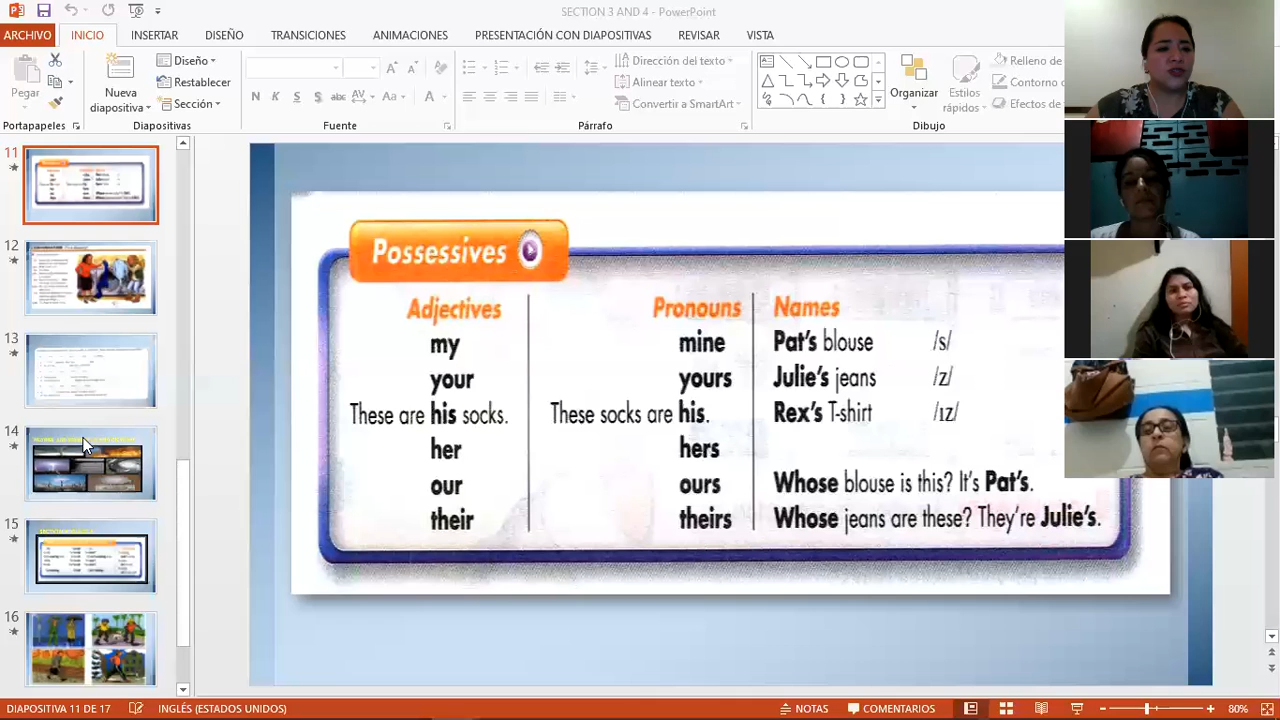 SECTION 3 AND 4 - PowerPoint
ARCHIVO INICIO INSERTAR DISEÑO TRANSICIONES ANIMACIONES PRESENTACIÓN CON DIAPOSITIVAS REVISAR VISTA
Pegar
Nueva
diapositiva
Diseño
Restablecer
Sección
N K S S abc AV Aa A
Dirección del texto
Alinear texto
Convertir a SmartArt
Organizar
Estilos
rápidos
Relleno de
Contorno
Efectos de
Portapapeles Diapositivas Fuente Párrafo Dibujo
11
12
13
14
15
16
Possessives
Adjectives Pronouns Names
my mine Pat's blouse /s/
your yours Julie's jeans /z/
These are his socks. These socks are his. Rex's T-shirt /ɪz/
her hers
our ours Whose blouse is this? It's Pat's.
their theirs Whose jeans are these? They're Julie's.
DIAPOSITIVA 11 DE 17 INGLÉS (ESTADOS UNIDOS) NOTAS COMENTARIOS 80%